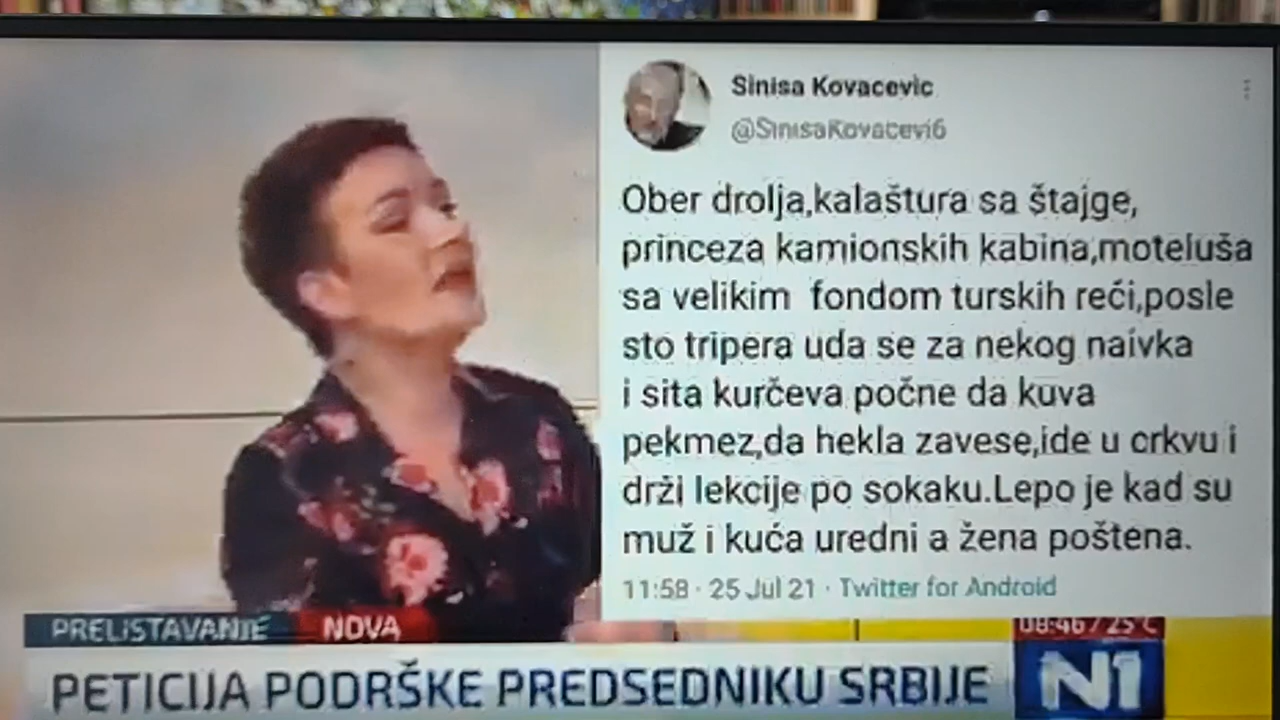 Sinisa Kovacevic
@SinisaKovacevi6
Ober drolja,kalaštura sa štajge,
princeza kamionskih kabina,moteluša
sa velikim fondom turskih reći,posle
sto tripera uda se za nekog naivka
i sita kurčeva počne da kuva
pekmez,da hekla zavese,ide u crkvu i
drži lekcije po sokaku.Lepo je kad su
muž i kuća uredni a žena poštena.
11:58 · 25 Jul 21 · Twitter for Android
PRELISTAVANJE NOVA
08:46 / 25°C
PETICIJA PODRŠKE PREDSEDNIKU SRBIJE
N1